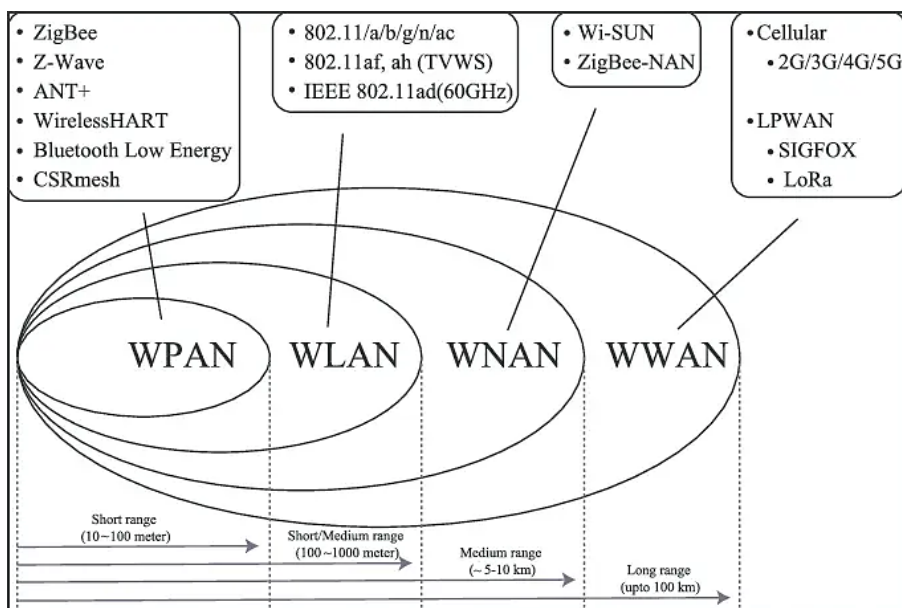 • ZigBee
• Z-Wave
• ANT+
• WirelessHART
• Bluetooth Low Energy
• CSRmesh
• 802.11/a/b/g/n/ac
• 802.11af, ah (TVWS)
• IEEE 802.11ad(60GHz)
• Wi-SUN
• ZigBee-NAN
• Cellular
• 2G/3G/4G/5G
• LPWAN
• SIGFOX
• LoRa
WPAN
WLAN
WNAN
WWAN
Short range
(10~100 meter)
Short/Medium range
(100~1000 meter)
Medium range
(~5-10 km)
Long range
(upto 100 km)